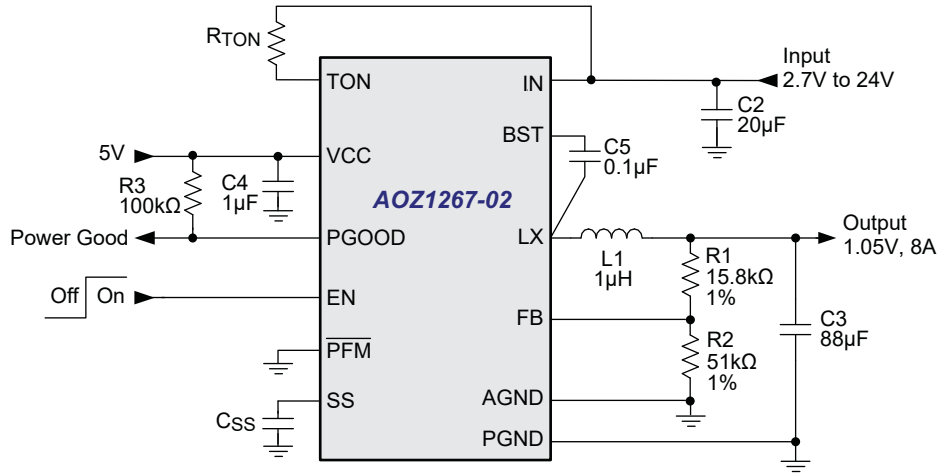 RTON
TON
IN
Input
2.7V to 24V
C2
20µF
BST
C5
0.1µF
5V
VCC
R3
100kΩ
C4
1µF
AOZ1267-02
Power Good
PGOOD
LX
L1
1µH
Output
1.05V, 8A
R1
15.8kΩ
1%
Off
On
EN
FB
C3
88µF
PFM
R2
51kΩ
1%
SS
CSS
AGND
PGND